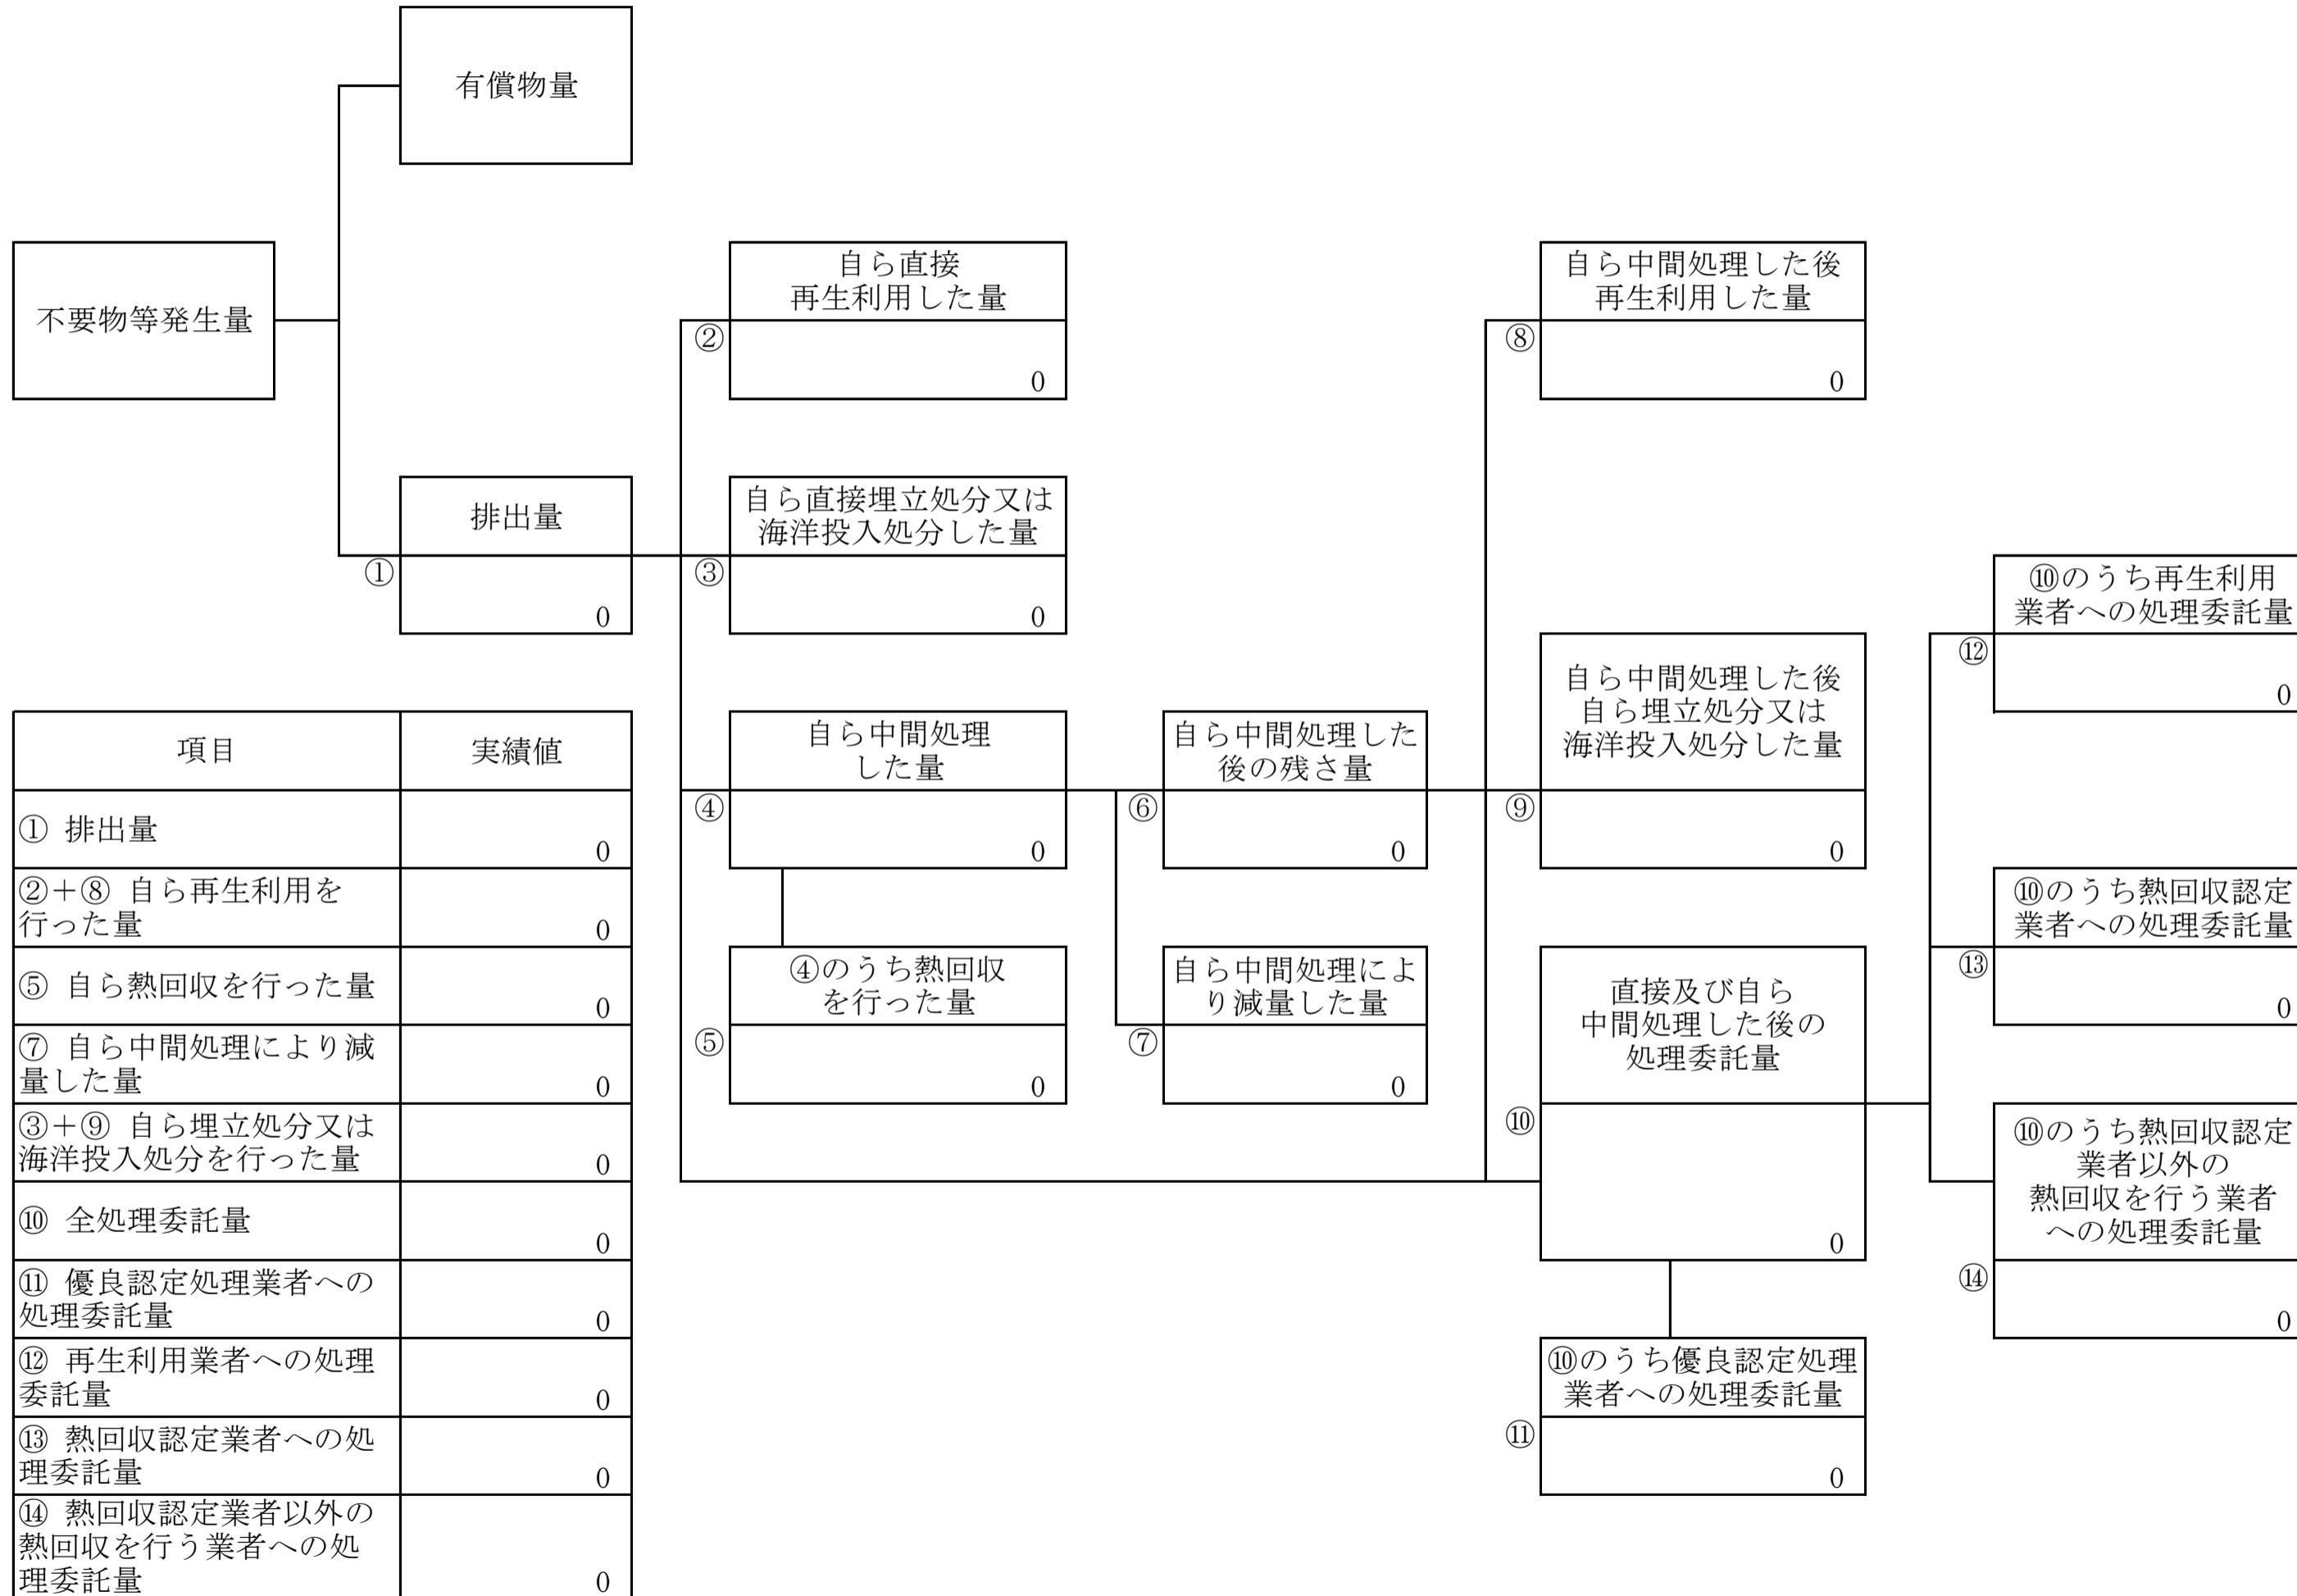 有償物量
不要物等発生量
自ら直接
再生利用した量
②
0
自ら中間処理した後
再生利用した量
⑧
0
排出量
①
0
自ら直接埋立処分又は
海洋投入処分した量
③
0
⑩のうち再生利用
業者への処理委託量
⑫
0
自ら中間処理
した量
④
0
自ら中間処理した
後の残さ量
⑥
0
自ら中間処理した後
自ら埋立処分又は
海洋投入処分した量
⑨
0
⑩のうち熱回収認定
業者への処理委託量
⑬
0
④のうち熱回収
を行った量
⑤
0
自ら中間処理によ
り減量した量
⑦
0
直接及び自ら
中間処理した後の
処理委託量
⑩
0
⑩のうち熱回収認定
業者以外の
熱回収を行う業者
への処理委託量
⑭
0
⑩のうち優良認定処理
業者への処理委託量
⑪
0
項目 実績値
① 排出量
0
②＋⑧ 自ら再生利用を
行った量
0
⑤ 自ら熱回収を行った量
0
⑦ 自ら中間処理により減
量した量
0
③＋⑨ 自ら埋立処分又は
海洋投入処分を行った量
0
⑩ 全処理委託量
0
⑪ 優良認定処理業者への
処理委託量
0
⑫ 再生利用業者への処理
委託量
0
⑬ 熱回収認定業者への処
理委託量
0
⑭ 熱回収認定業者以外の
熱回収を行う業者への処
理委託量
0